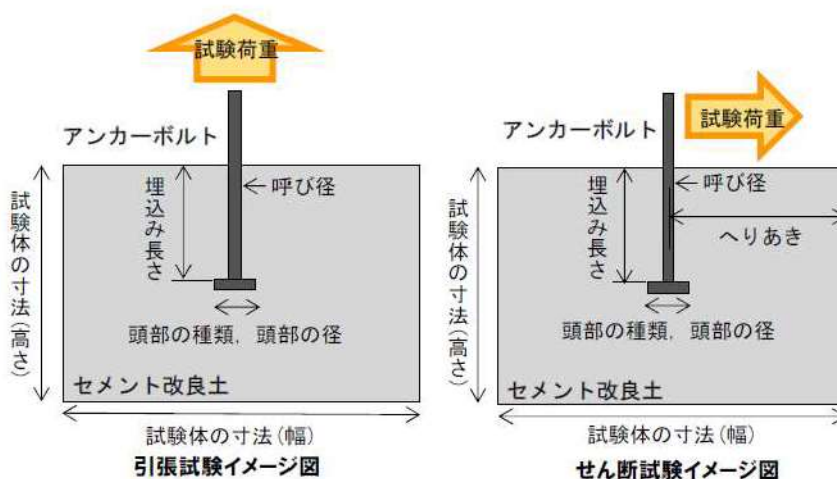 試験荷重
アンカーボルト
呼び径
埋込み長さ
試験体の寸法(高さ)
頭部の種類, 頭部の径
セメント改良土
試験体の寸法(幅)
引張試験イメージ図
アンカーボルト
試験荷重
呼び径
埋込み長さ
へりあき
試験体の寸法(高さ)
頭部の種類, 頭部の径
セメント改良土
試験体の寸法(幅)
せん断試験イメージ図